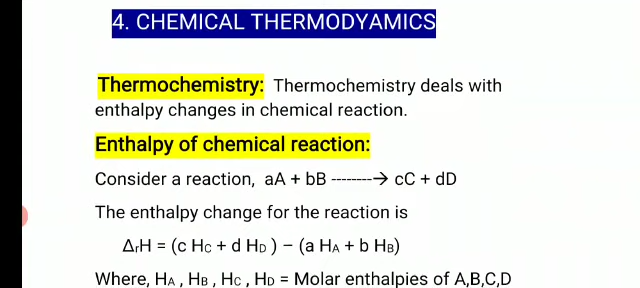 4. CHEMICAL THERMODYAMICS
Thermochemistry: Thermochemistry deals with
enthalpy changes in chemical reaction.
Enthalpy of chemical reaction:
Consider a reaction, aA + bB --------→ cC + dD
The enthalpy change for the reaction is
ΔrH = (c HC + d HD ) – (a HA + b HB)
Where, HA , HB , HC , HD = Molar enthalpies of A,B,C,D